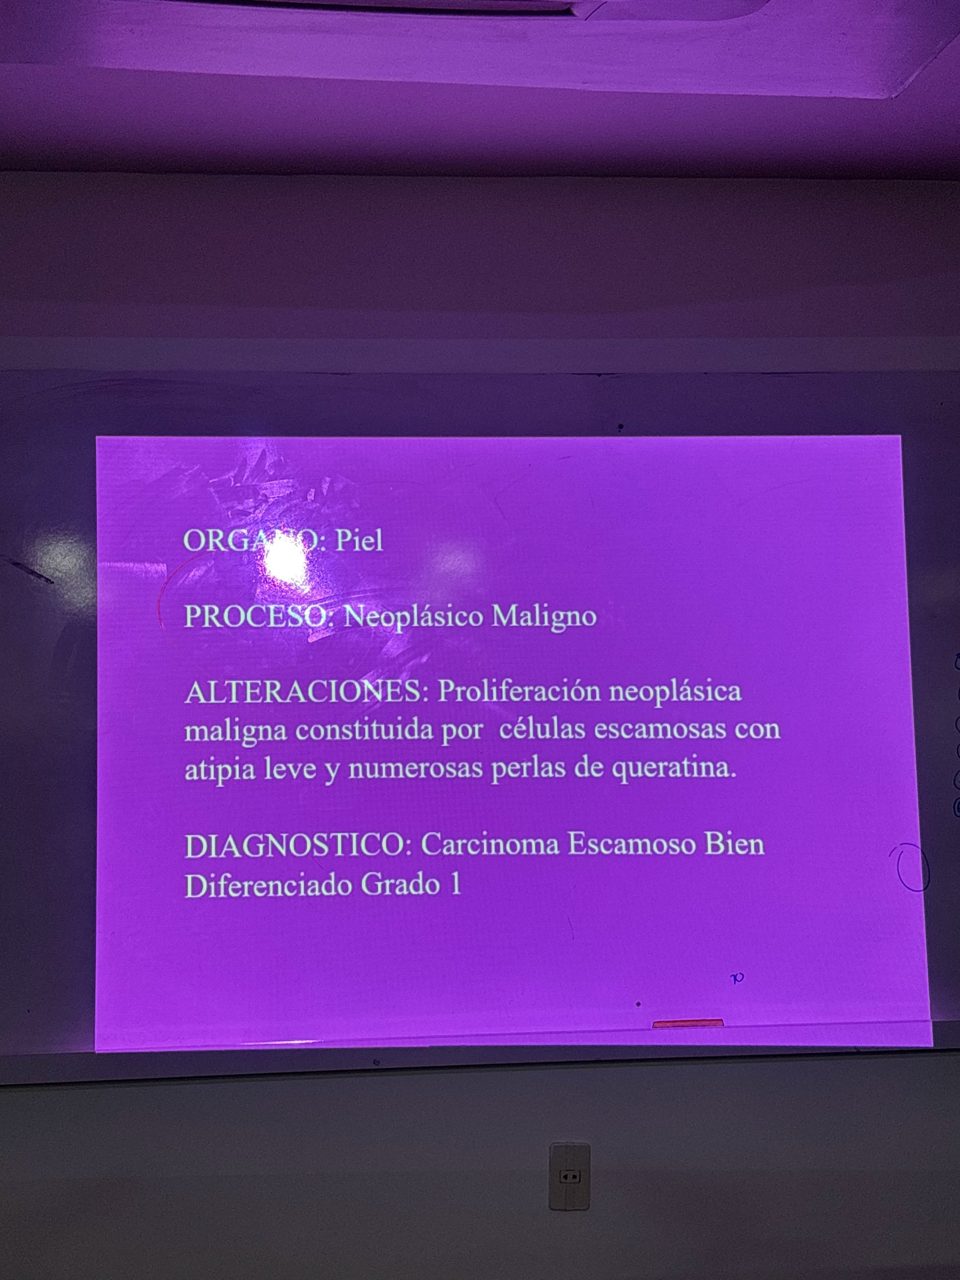 ORGANO: Piel
PROCESO: Neoplásico Maligno
ALTERACIONES: Proliferación neoplásica
maligna constituida por células escamosas con
atipia leve y numerosas perlas de queratina.
DIAGNOSTICO: Carcinoma Escamoso Bien
Diferenciado Grado 1